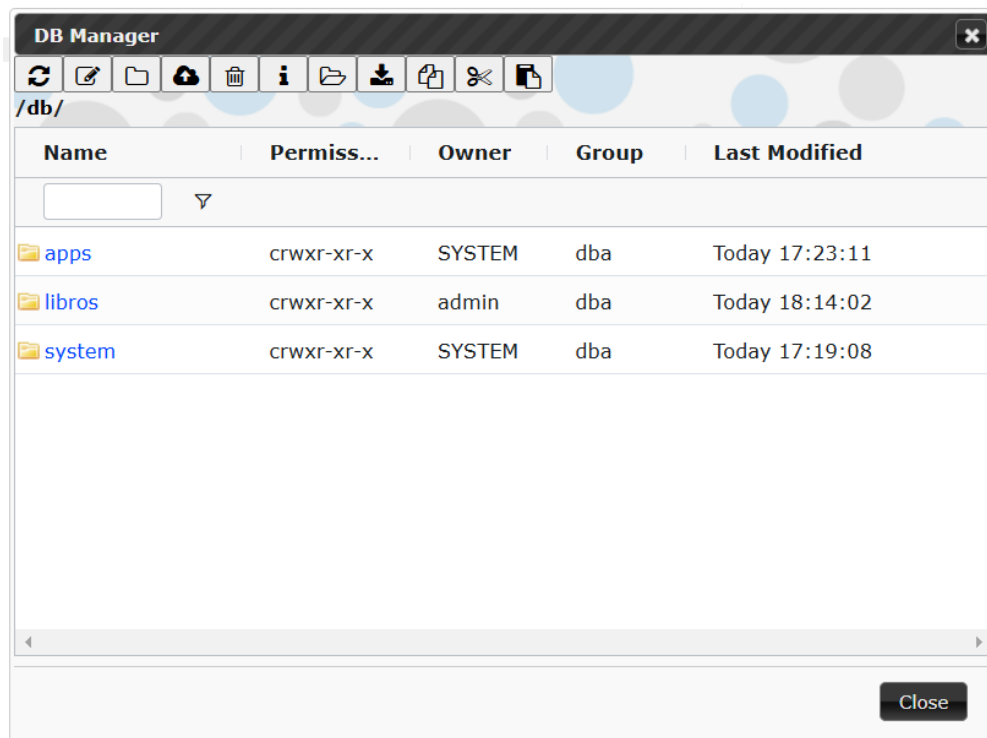 DB Manager
/db/
Name Permiss... Owner Group Last Modified
apps crwxr-xr-x SYSTEM dba Today 17:23:11
libros crwxr-xr-x admin dba Today 18:14:02
system crwxr-xr-x SYSTEM dba Today 17:19:08
Close